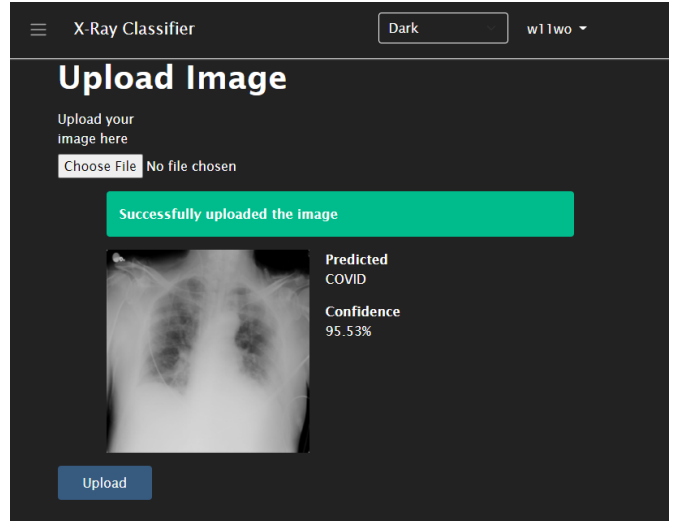 X-Ray Classifier
Dark
w11wo
Upload Image
Upload your
image here
Choose File No file chosen
Successfully uploaded the image
Predicted
COVID
Confidence
95.53%
Upload